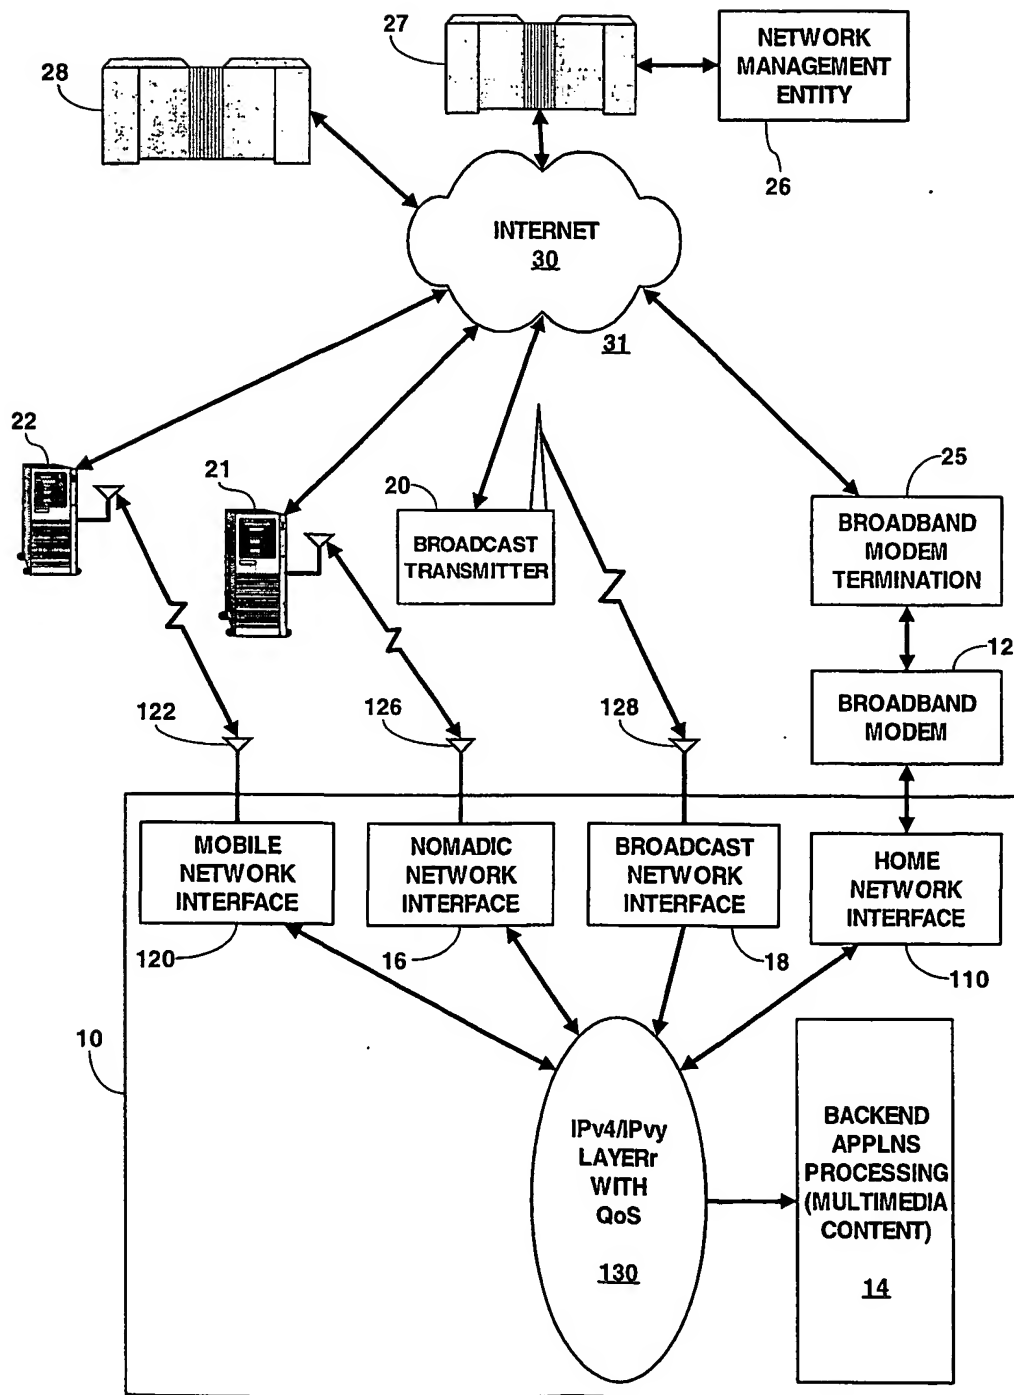 27
28
NETWORK
MANAGEMENT
ENTITY
26
INTERNET
30
31
22
21
20
25
BROADCAST
TRANSMITTER
BROADBAND
MODEM
TERMINATION
12
BROADBAND
MODEM
122
126
128
MOBILE
NETWORK
INTERFACE
NOMADIC
NETWORK
INTERFACE
BROADCAST
NETWORK
INTERFACE
HOME
NETWORK
INTERFACE
120
16
18
110
10
IPv4/IPvy
LAYERr
WITH
QoS
130
BACKEND
APPLNS
PROCESSING
(MULTIMEDIA
CONTENT)
14